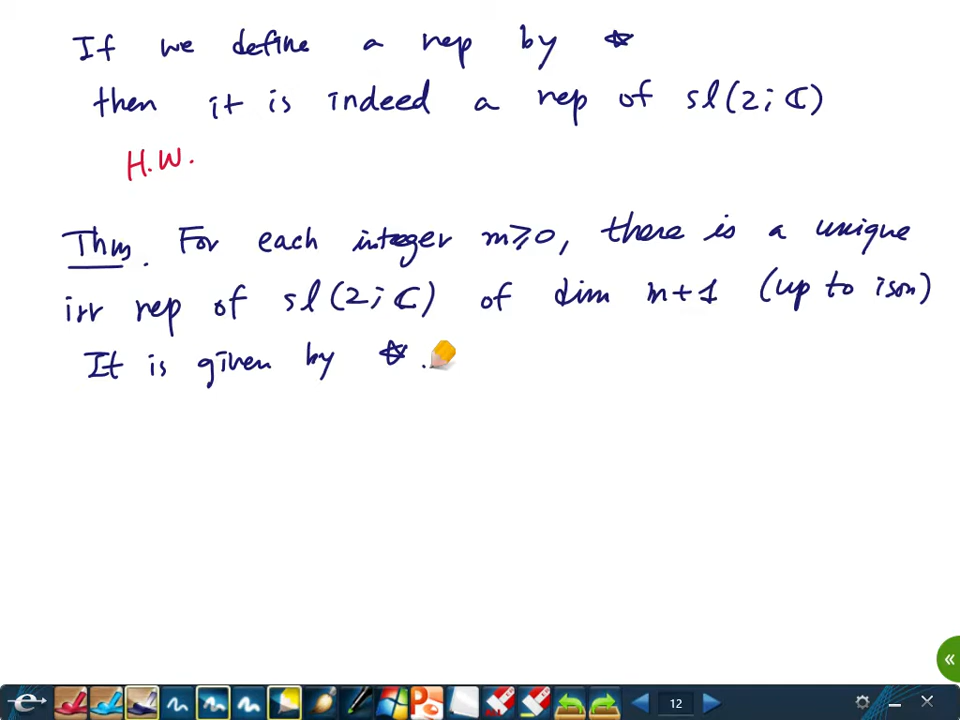 If we define a rep by ☆
then it is indeed a rep of sl(2; ℂ)
H.W.
Thm. For each integer m ≥ 0, there is a unique
irr rep of sl(2; ℂ) of dim m+1 (up to isom)
It is given by ☆.
12